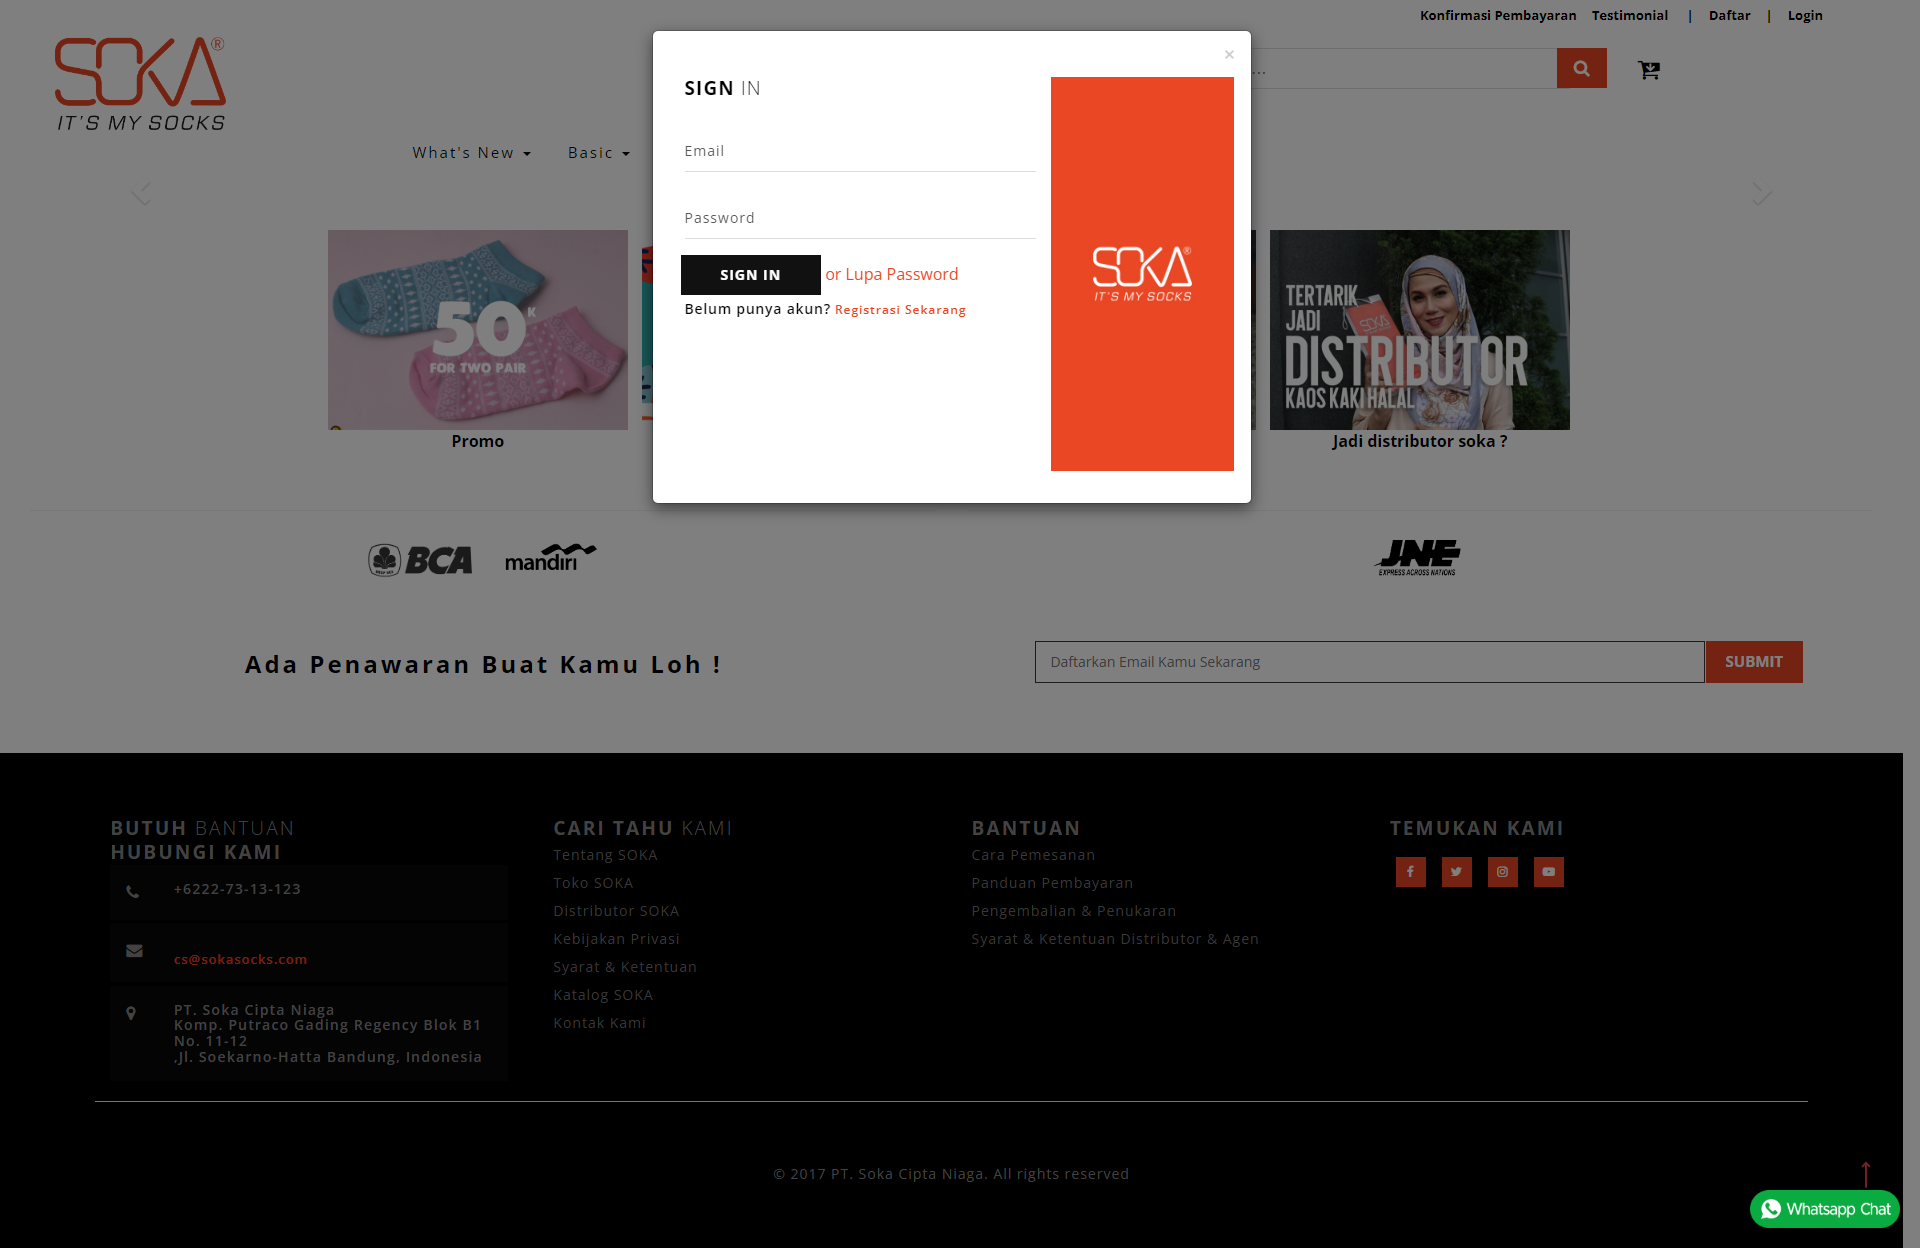 Konfirmasi Pembayaran Testimonial | Daftar | Login
SOKA®
IT'S MY SOCKS
What's New Basic
×
SIGN IN
Email
Password
SIGN IN or Lupa Password
Belum punya akun? Registrasi Sekarang
SOKA®
IT'S MY SOCKS
50K
FOR TWO PAIR
Promo
TERTARIK
JADI
DISTRIBUTOR
KAOS KAKI HALAL
SOKA
Jadi distributor soka ?
BCA
mandiri
JNE
EXPRESS ACROSS NATIONS
Ada Penawaran Buat Kamu Loh !
Daftarkan Email Kamu Sekarang
SUBMIT
BUTUH BANTUAN
HUBUNGI KAMI
+6222-73-13-123
cs@sokasocks.com
PT. Soka Cipta Niaga
Komp. Putraco Gading Regency Blok B1
No. 11-12
,Jl. Soekarno-Hatta Bandung, Indonesia
CARI TAHU KAMI
Tentang SOKA
Toko SOKA
Distributor SOKA
Kebijakan Privasi
Syarat & Ketentuan
Katalog SOKA
Kontak Kami
BANTUAN
Cara Pemesanan
Panduan Pembayaran
Pengembalian & Penukaran
Syarat & Ketentuan Distributor & Agen
TEMUKAN KAMI
© 2017 PT. Soka Cipta Niaga. All rights reserved
Whatsapp Chat